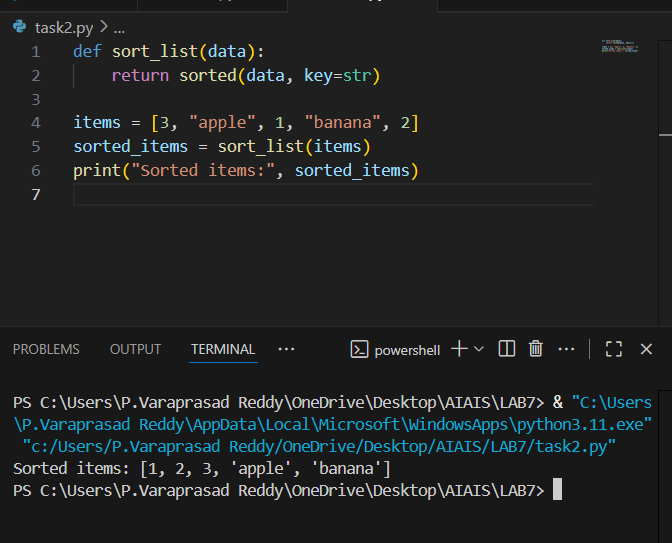 task2.py > ...
1 def sort_list(data):
2     return sorted(data, key=str)
3
4 items = [3, "apple", 1, "banana", 2]
5 sorted_items = sort_list(items)
6 print("Sorted items:", sorted_items)
7
PROBLEMS OUTPUT TERMINAL ... powershell
PS C:\Users\P.Varaprasad Reddy\OneDrive\Desktop\AIAIS\LAB7> & "C:\Users
\P.Varaprasad Reddy\AppData\Local\Microsoft\WindowsApps\python3.11.exe"
"c:/Users/P.Varaprasad Reddy/OneDrive/Desktop/AIAIS/LAB7/task2.py"
Sorted items: [1, 2, 3, 'apple', 'banana']
PS C:\Users\P.Varaprasad Reddy\OneDrive\Desktop\AIAIS\LAB7>